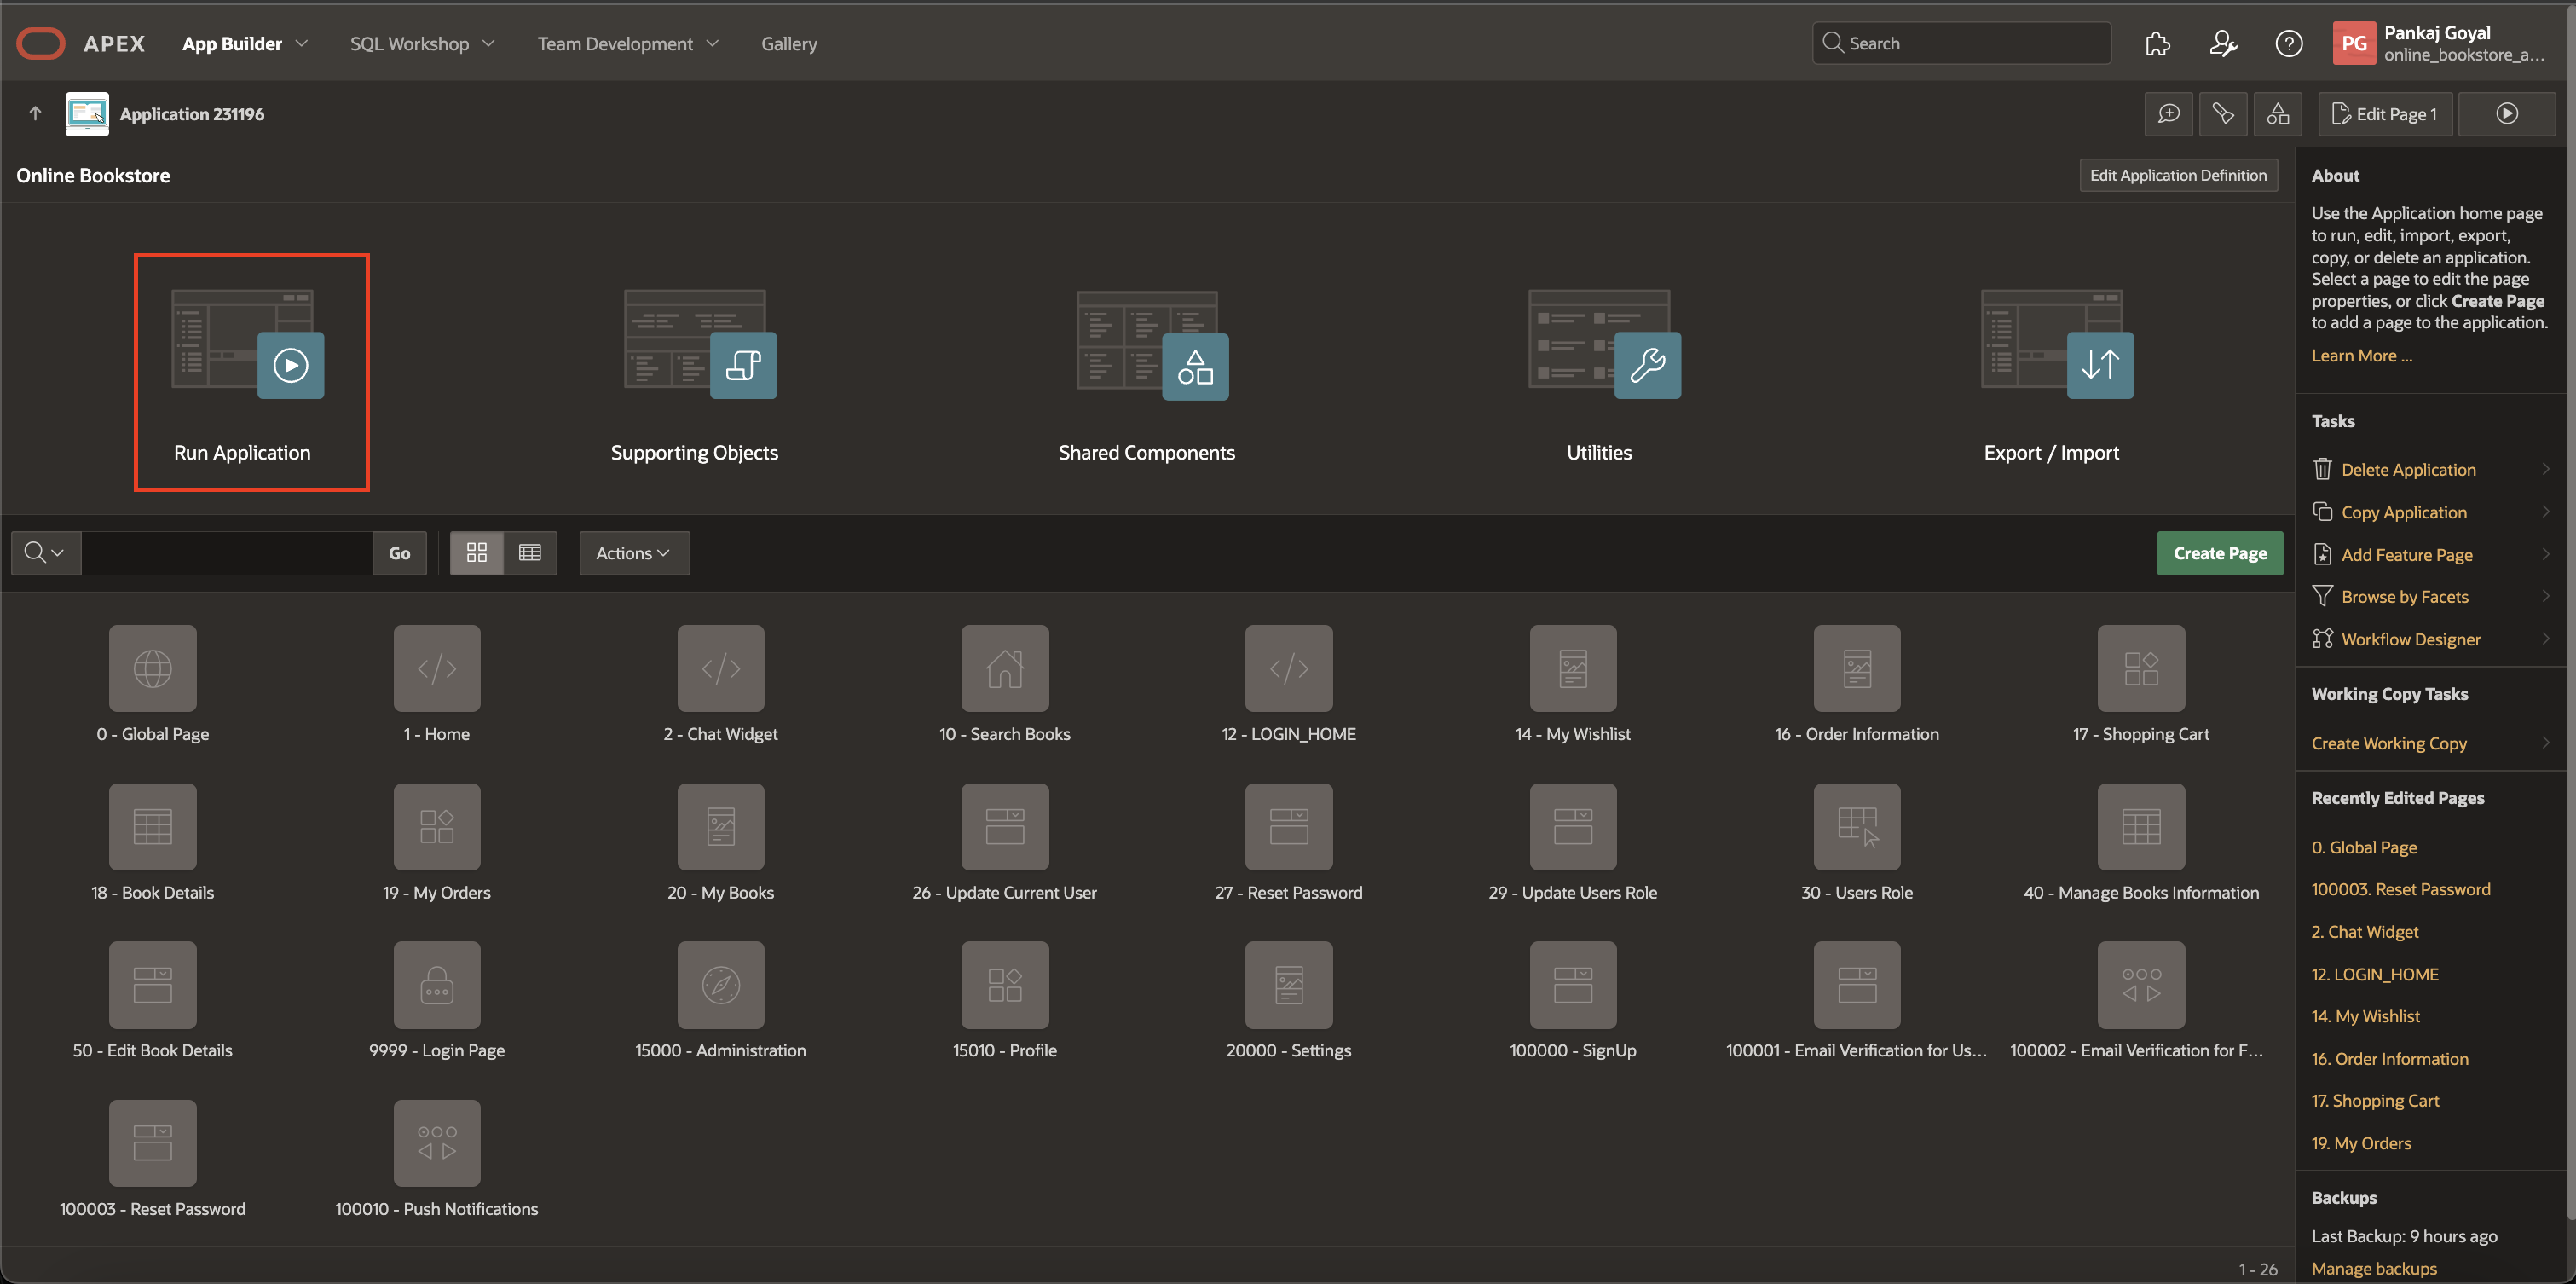 APEX App Builder SQL Workshop Team Development Gallery Search PG Pankaj Goyal
online_bookstore_a...
Application 231196 Edit Page 1
Online Bookstore Edit Application Definition
Run Application Supporting Objects Shared Components Utilities Export / Import
Go Actions Create Page
0 - Global Page 1 - Home 2 - Chat Widget 10 - Search Books 12 - LOGIN_HOME 14 - My Wishlist 16 - Order Information 17 - Shopping Cart
18 - Book Details 19 - My Orders 20 - My Books 26 - Update Current User 27 - Reset Password 29 - Update Users Role 30 - Users Role 40 - Manage Books Information
50 - Edit Book Details 9999 - Login Page 15000 - Administration 15010 - Profile 20000 - Settings 100000 - SignUp 100001 - Email Verification for Us... 100002 - Email Verification for F...
100003 - Reset Password 100010 - Push Notifications
1 - 26
About
Use the Application home page
to run, edit, import, export,
copy, or delete an application.
Select a page to edit the page
properties, or click Create Page
to add a page to the application.
Learn More ...
Tasks
Delete Application
Copy Application
Add Feature Page
Browse by Facets
Workflow Designer
Working Copy Tasks
Create Working Copy
Recently Edited Pages
0. Global Page
100003. Reset Password
2. Chat Widget
12. LOGIN_HOME
14. My Wishlist
16. Order Information
17. Shopping Cart
19. My Orders
Backups
Last Backup: 9 hours ago
Manage backups